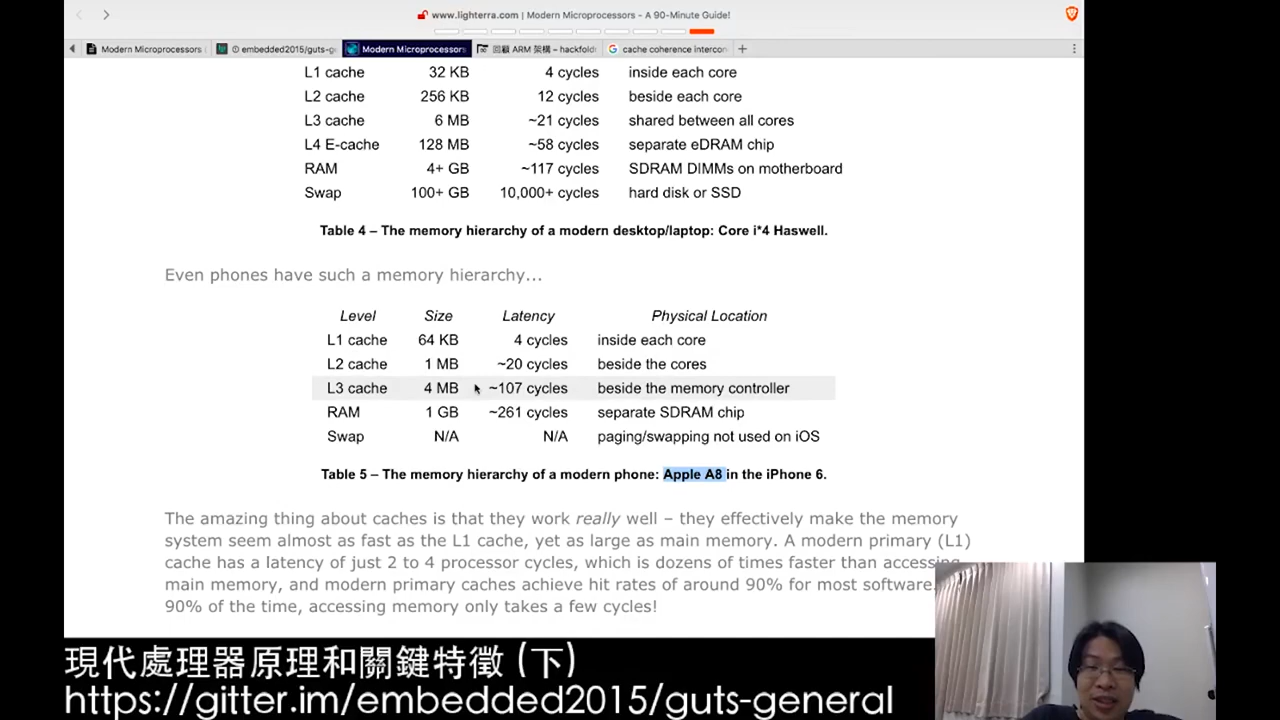 www.lighterra.com | Modern Microprocessors - A 90-Minute Guide!
Modern Microprocessors
embedded2015/guts-g
Modern Microprocessors
回顧 ARM 架構 – hackfold
cache coherence intercon
L1 cache 32 KB 4 cycles inside each core
L2 cache 256 KB 12 cycles beside each core
L3 cache 6 MB ~21 cycles shared between all cores
L4 E-cache 128 MB ~58 cycles separate eDRAM chip
RAM 4+ GB ~117 cycles SDRAM DIMMs on motherboard
Swap 100+ GB 10,000+ cycles hard disk or SSD
Table 4 – The memory hierarchy of a modern desktop/laptop: Core i*4 Haswell.
Even phones have such a memory hierarchy...
Level Size Latency Physical Location
L1 cache 64 KB 4 cycles inside each core
L2 cache 1 MB ~20 cycles beside the cores
L3 cache 4 MB ~107 cycles beside the memory controller
RAM 1 GB ~261 cycles separate SDRAM chip
Swap N/A N/A paging/swapping not used on iOS
Table 5 – The memory hierarchy of a modern phone: Apple A8 in the iPhone 6.
The amazing thing about caches is that they work really well – they effectively make the memory
system seem almost as fast as the L1 cache, yet as large as main memory. A modern primary (L1)
cache has a latency of just 2 to 4 processor cycles, which is dozens of times faster than accessing
main memory, and modern primary caches achieve hit rates of around 90% for most software.
90% of the time, accessing memory only takes a few cycles!
現代處理器原理和關鍵特徵 (下)
https://gitter.im/embedded2015/guts-general